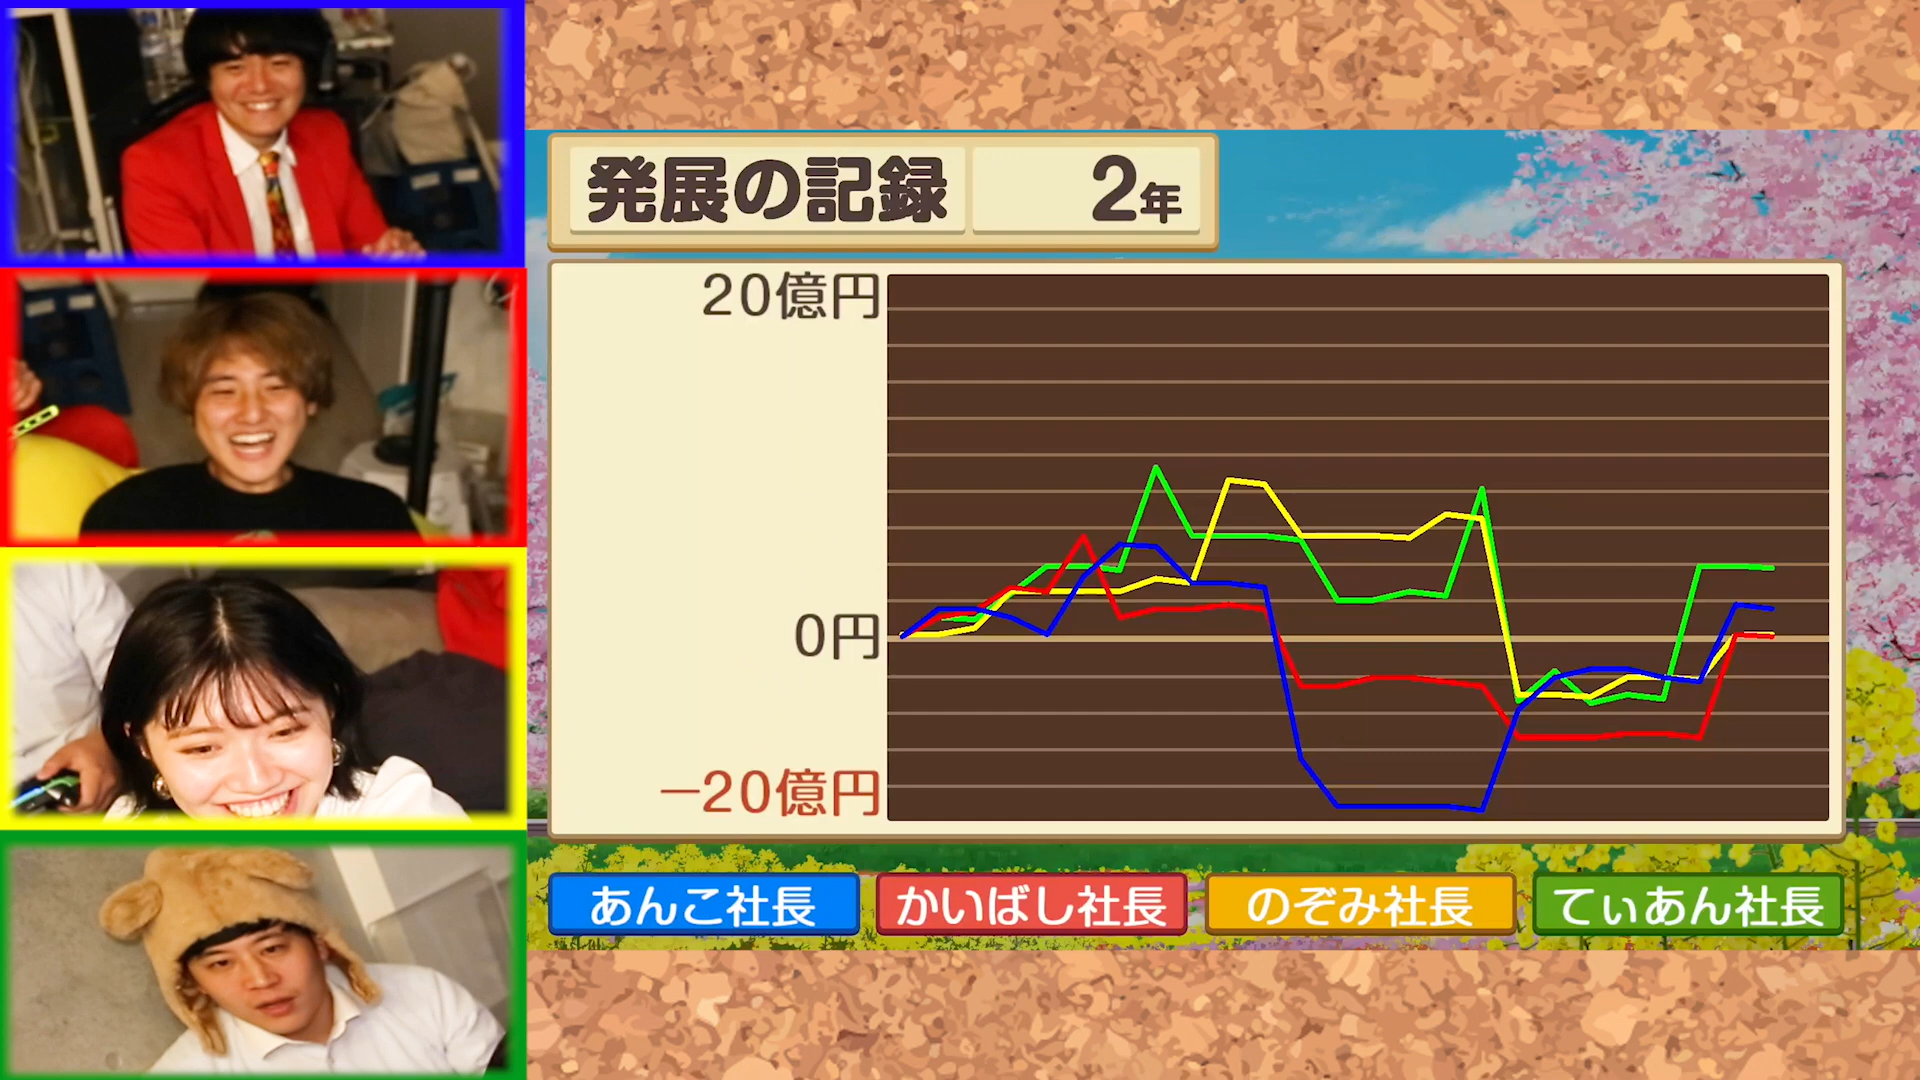 発展の記録 2年
20億円
0円
−20億円
あんこ社長 かいばし社長 のぞみ社長 てぃあん社長